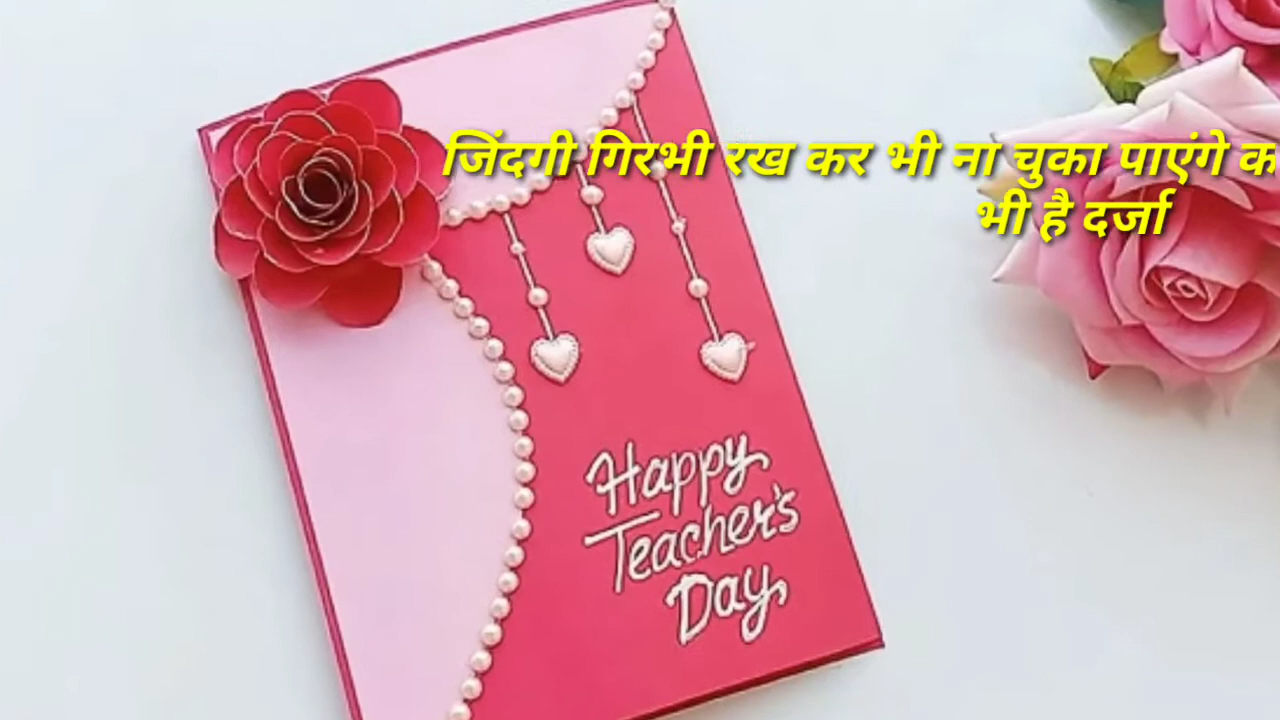 जिंदगी गिरभी रख कर भी ना चुका पाएंगे
भी है दर्जा
Happy
Teacher's
Day